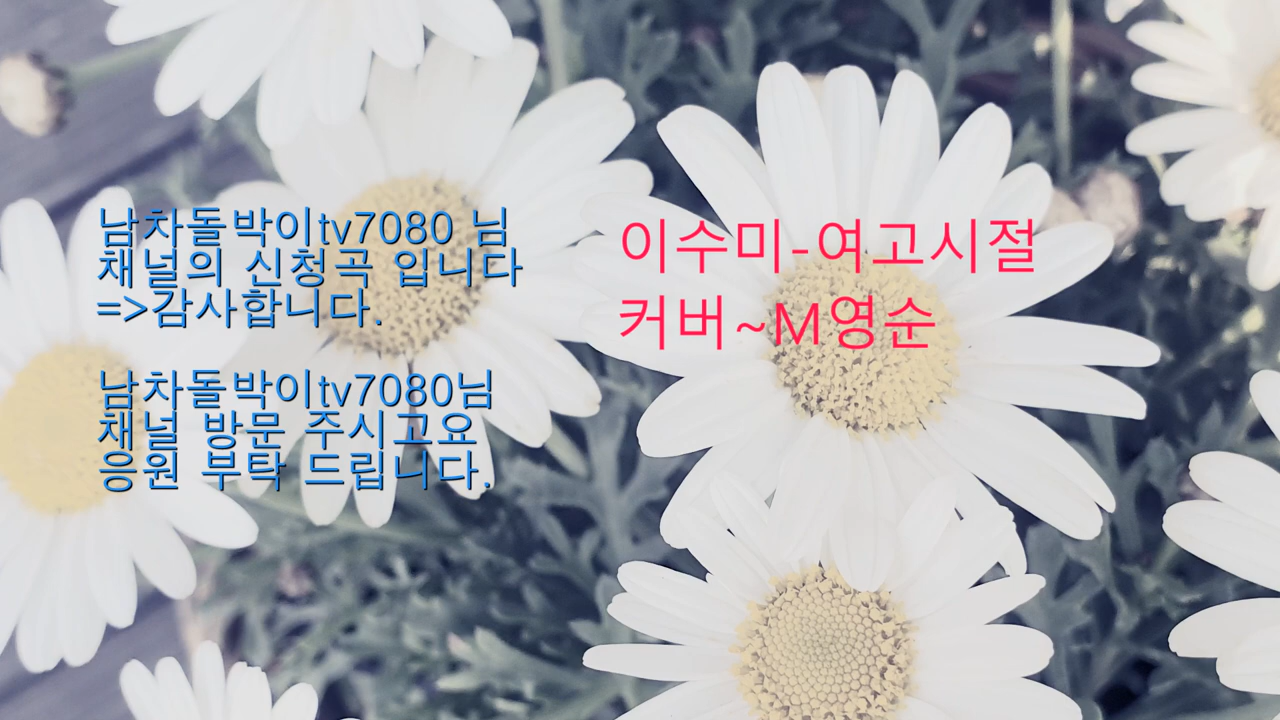 남차돌박이tv7080 님
채널의 신청곡 입니다
=>감사합니다.
남차돌박이tv7080님
채널 방문 주시고요
응원 부탁 드립니다.
이수미-여고시절
커버~M영순